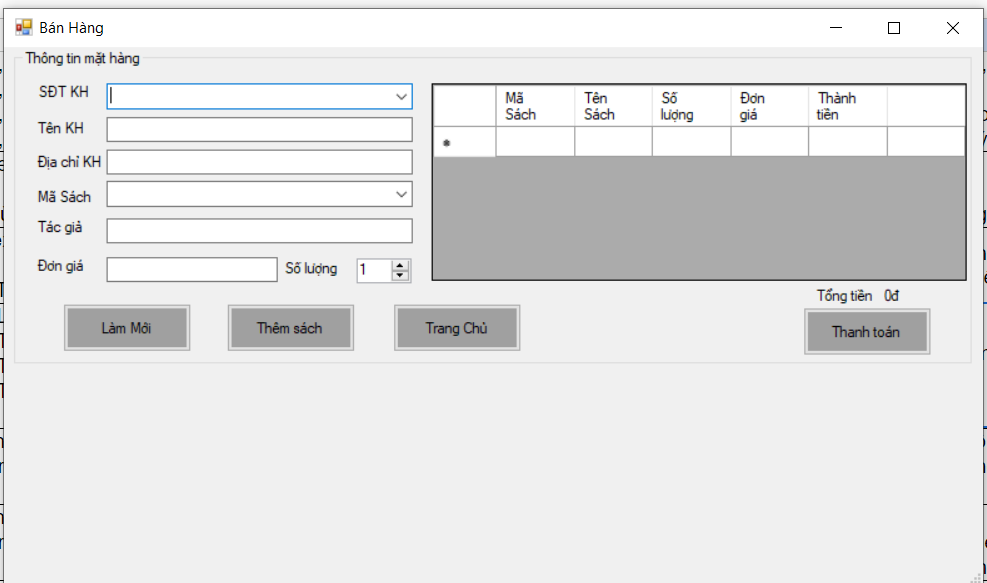 Bán Hàng
Thông tin mặt hàng
SĐT KH
Tên KH
Địa chỉ KH
Mã Sách
Tác giả
Đơn giá
Số lượng
1
Mã Sách
Tên Sách
Số lượng
Đơn giá
Thành tiền
Tổng tiền 0đ
Làm Mới
Thêm sách
Trang Chủ
Thanh toán